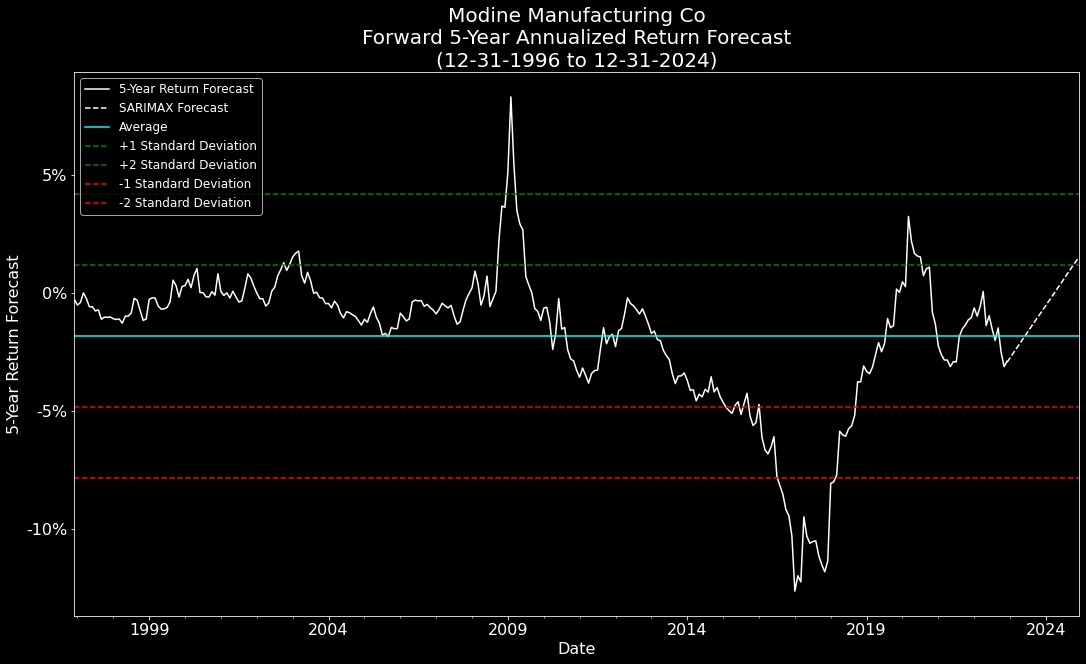 Modine Manufacturing Co
Forward 5-Year Annualized Return Forecast
(12-31-1996 to 12-31-2024)
5-Year Return Forecast
SARIMAX Forecast
Average
+1 Standard Deviation
+2 Standard Deviation
-1 Standard Deviation
-2 Standard Deviation
5-Year Return Forecast
5%
0%
-5%
-10%
1999
2004
2009
2014
2019
2024
Date